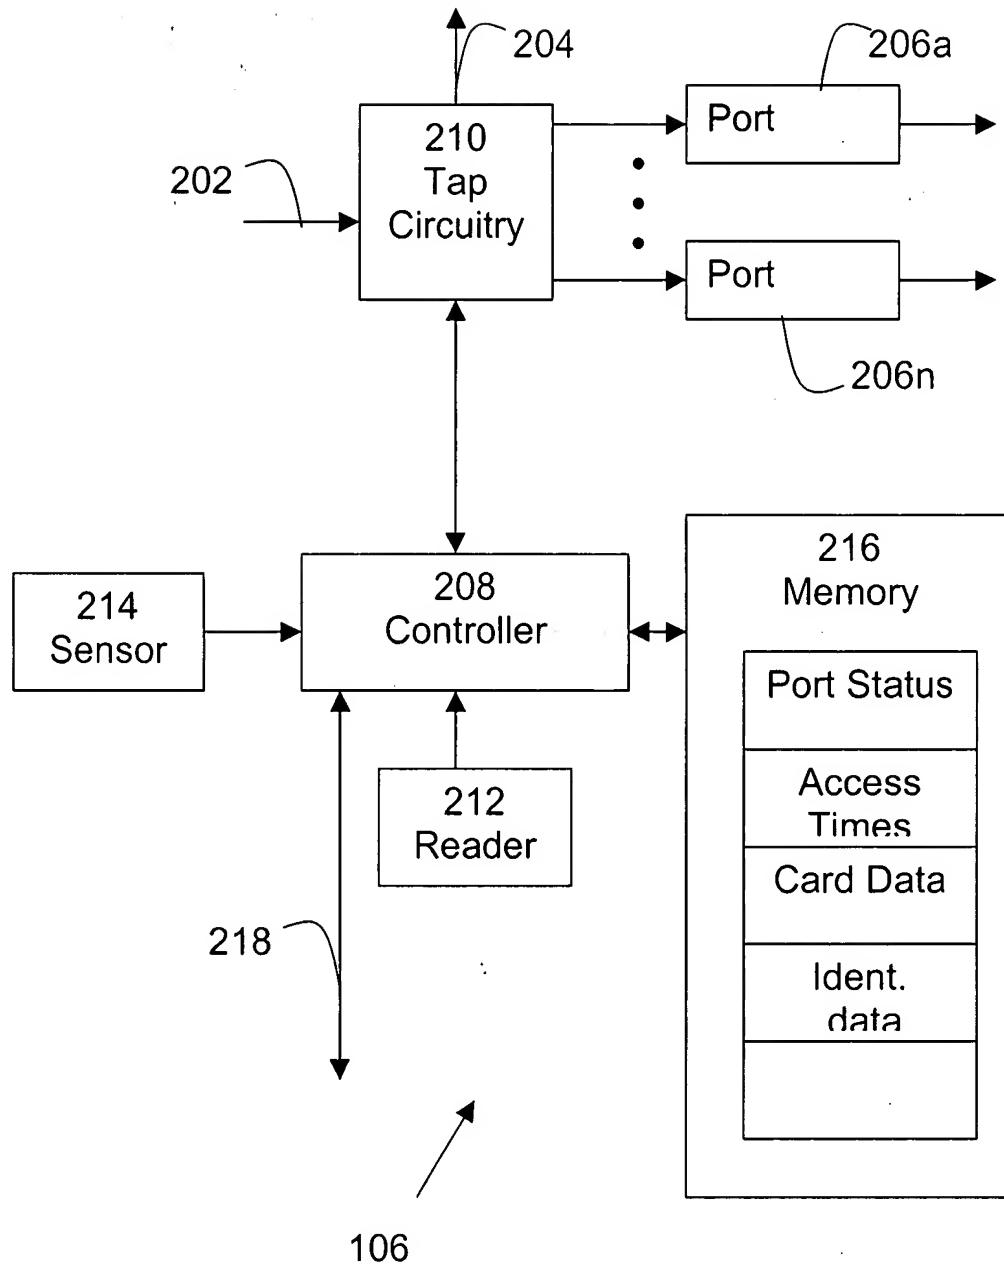 204
206a
210
Tap
Circuitry
Port
202
Port
206n
216
Memory
208
Controller
214
Sensor
Port Status
Access
Times
Card Data
212
Reader
218
Ident.
data
106